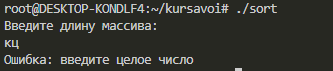 root@DESKTOP-KONDLF4:~/kursavoi# ./sort
Введите длину массива:
кц
Ошибка: введите целое число